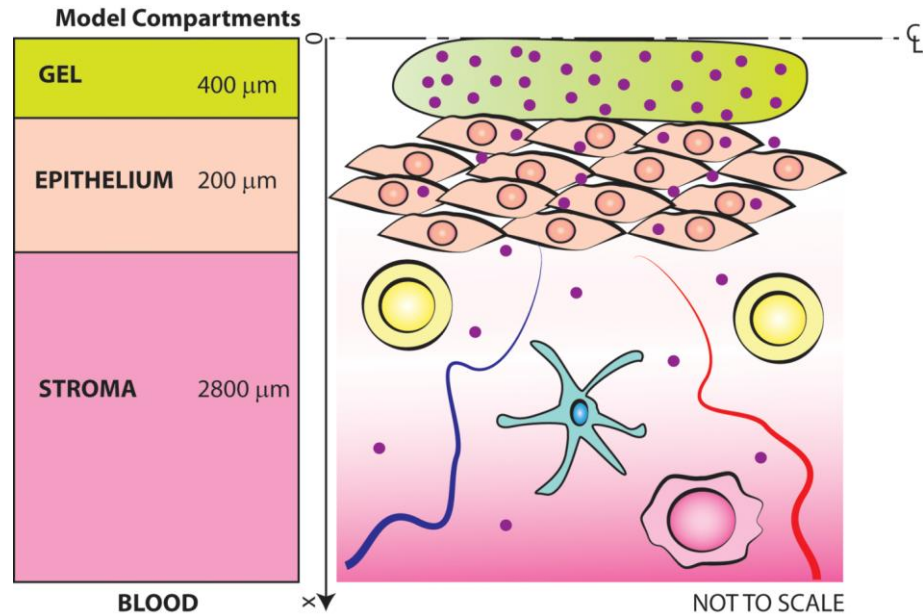 Model Compartments
0
℄
GEL
400 μm
EPITHELIUM 200 μm
STROMA 2800 μm
BLOOD
x
NOT TO SCALE